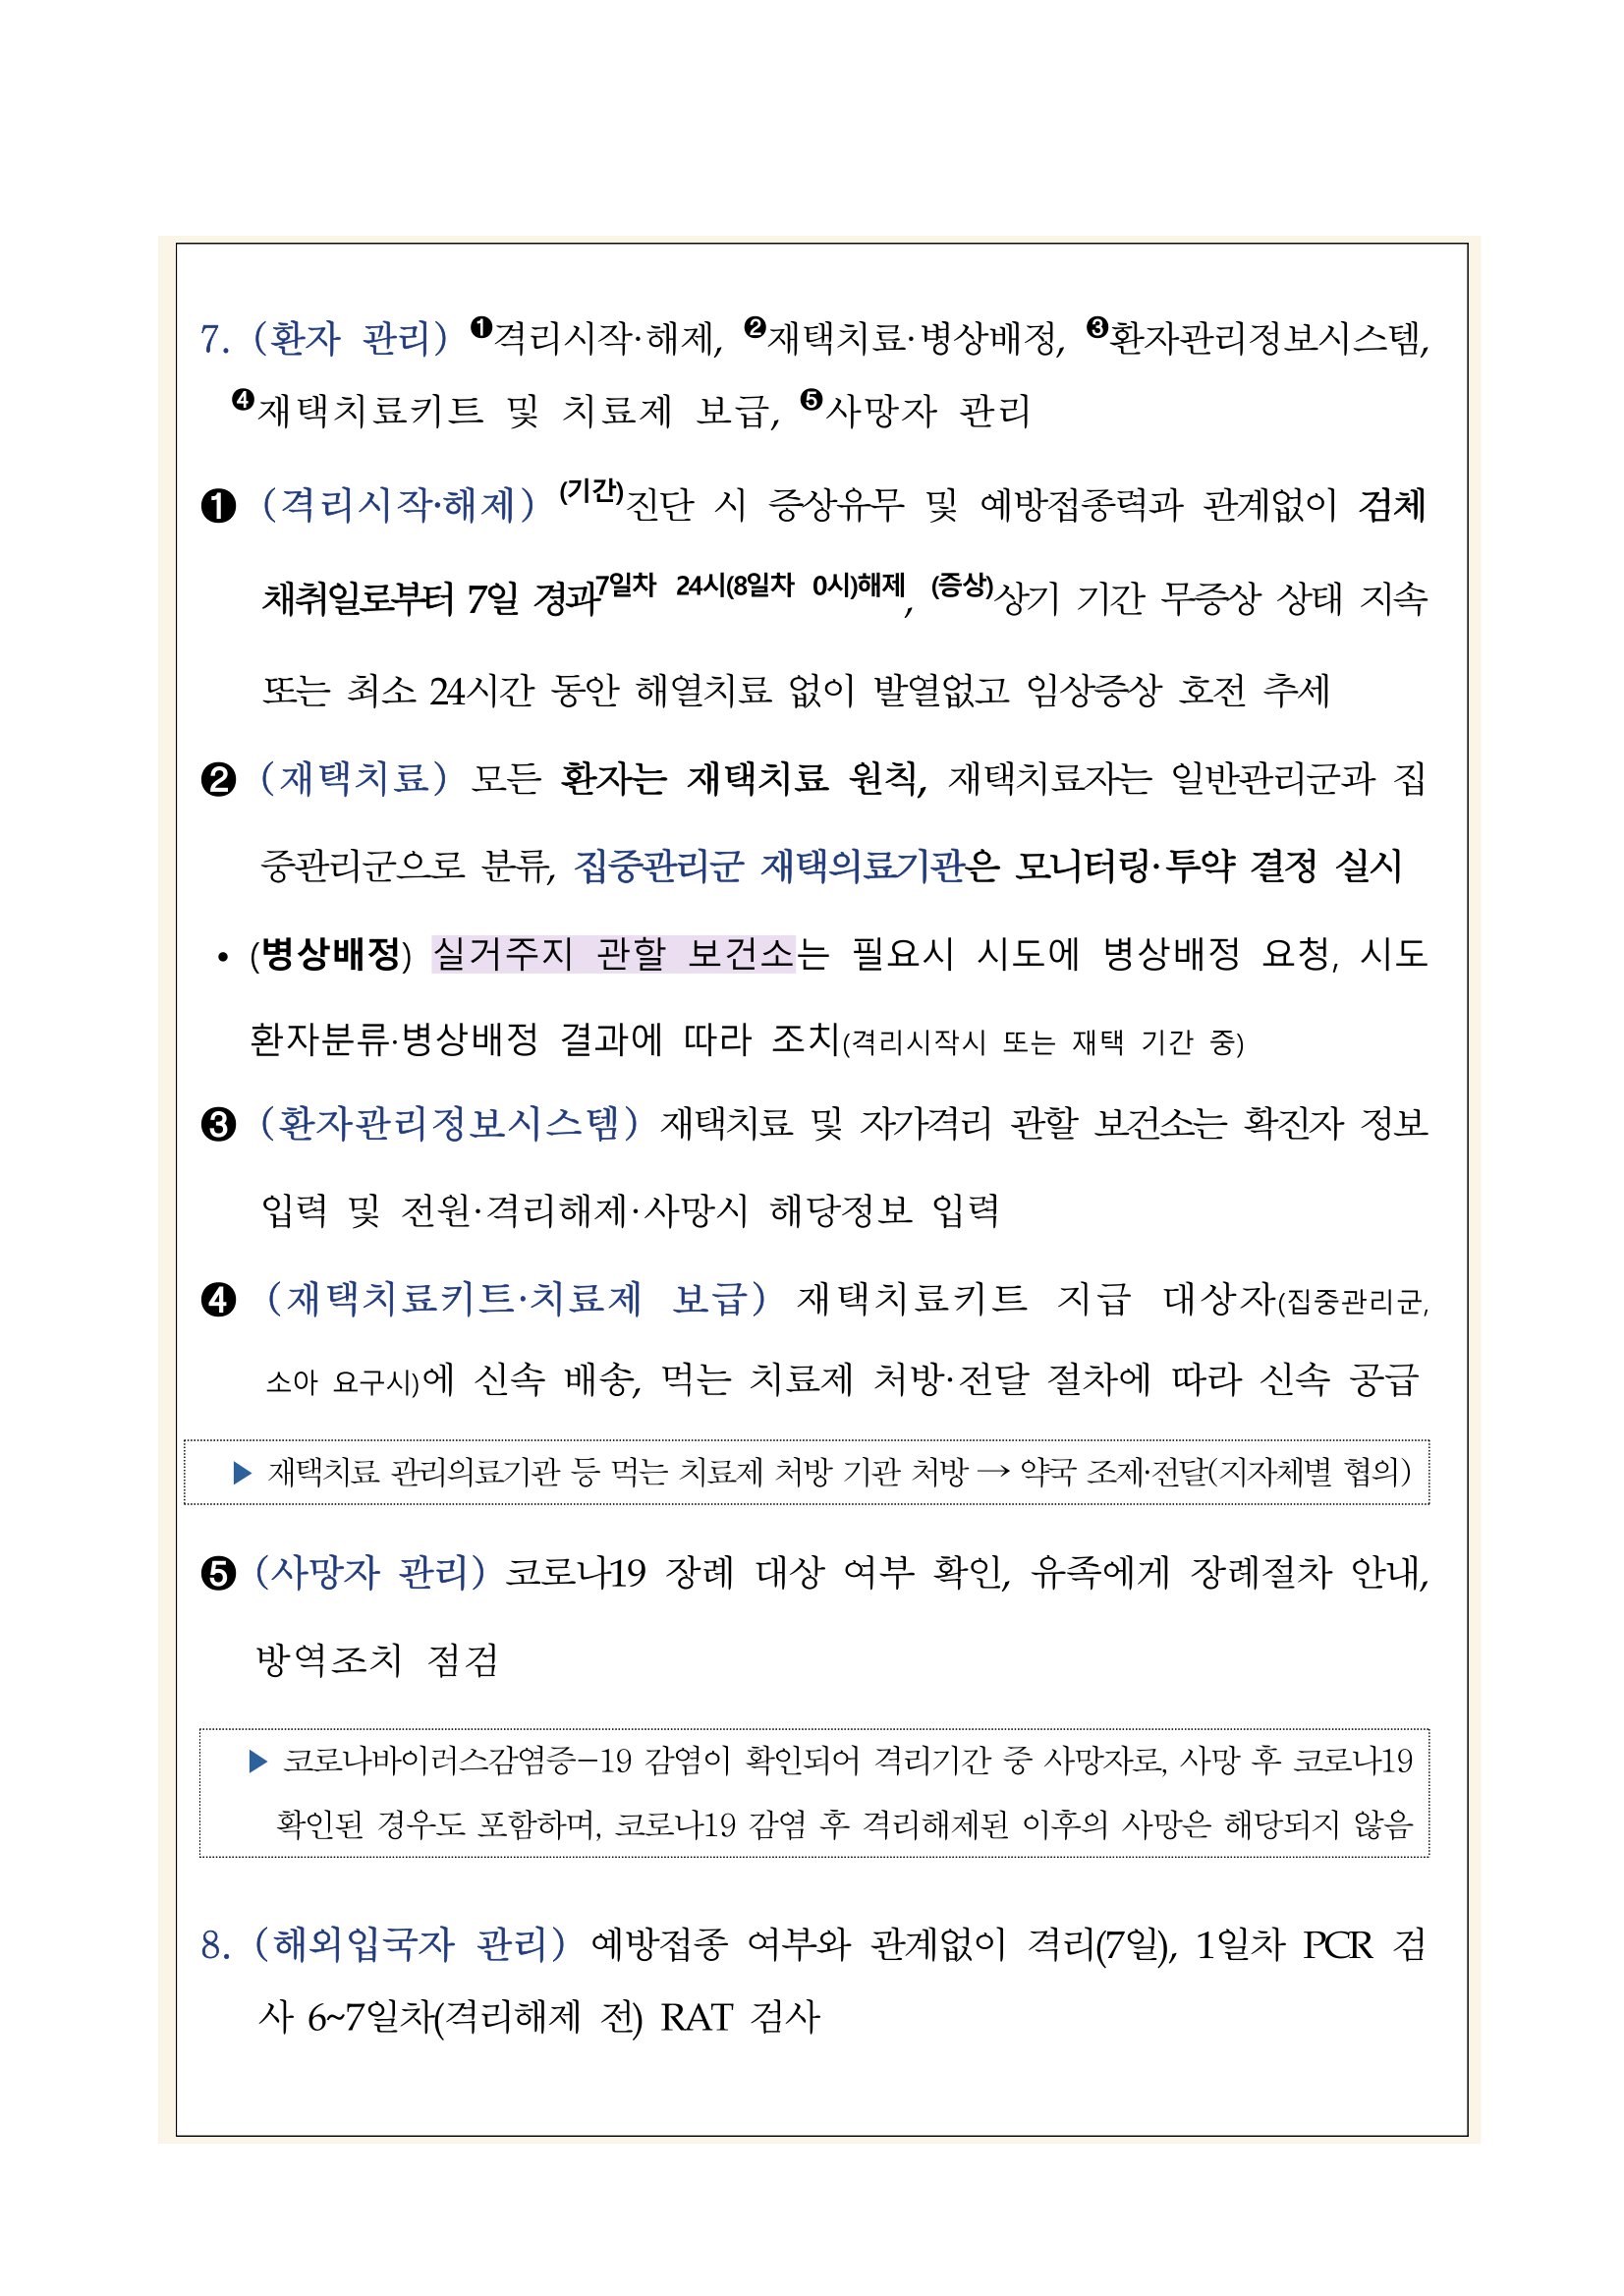 7. (환자 관리) ❶격리시작·해제, ❷재택치료·병상배정, ❸환자관리정보시스템,
❹재택치료키트 및 치료제 보급, ❺사망자 관리
❶ (격리시작·해제) (기간)진단 시 증상유무 및 예방접종력과 관계없이 검체
채취일로부터 7일 경과7일차 24시(8일차 0시)해제, (증상)상기 기간 무증상 상태 지속
또는 최소 24시간 동안 해열치료 없이 발열없고 임상증상 호전 추세
❷ (재택치료) 모든 환자는 재택치료 원칙, 재택치료자는 일반관리군과 집
중관리군으로 분류, 집중관리군 재택의료기관은 모니터링·투약 결정 실시
• (병상배정) 실거주지 관할 보건소는 필요시 시도에 병상배정 요청, 시도
환자분류·병상배정 결과에 따라 조치(격리시작시 또는 재택 기간 중)
❸ (환자관리정보시스템) 재택치료 및 자가격리 관할 보건소는 확진자 정보
입력 및 전원·격리해제·사망시 해당정보 입력
❹ (재택치료키트·치료제 보급) 재택치료키트 지급 대상자(집중관리군,
소아 요구시)에 신속 배송, 먹는 치료제 처방·전달 절차에 따라 신속 공급
▶ 재택치료 관리의료기관 등 먹는 치료제 처방 기관 처방 → 약국 조제·전달(지자체별 협의)
❺ (사망자 관리) 코로나19 장례 대상 여부 확인, 유족에게 장례절차 안내,
방역조치 점검
▶ 코로나바이러스감염증-19 감염이 확인되어 격리기간 중 사망자로, 사망 후 코로나19
확인된 경우도 포함하며, 코로나19 감염 후 격리해제된 이후의 사망은 해당되지 않음
8. (해외입국자 관리) 예방접종 여부와 관계없이 격리(7일), 1일차 PCR 검
사 6~7일차(격리해제 전) RAT 검사